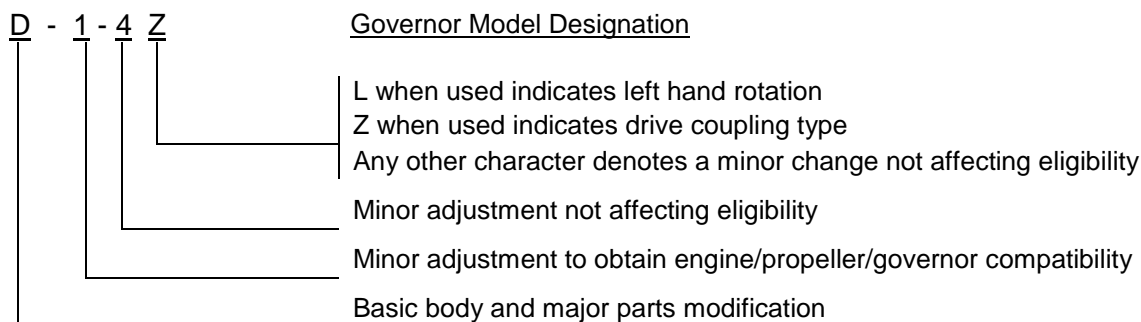 D - 1 - 4 Z Governor Model Designation
L when used indicates left hand rotation
Z when used indicates drive coupling type
Any other character denotes a minor change not affecting eligibility
Minor adjustment not affecting eligibility
Minor adjustment to obtain engine/propeller/governor compatibility
Basic body and major parts modification